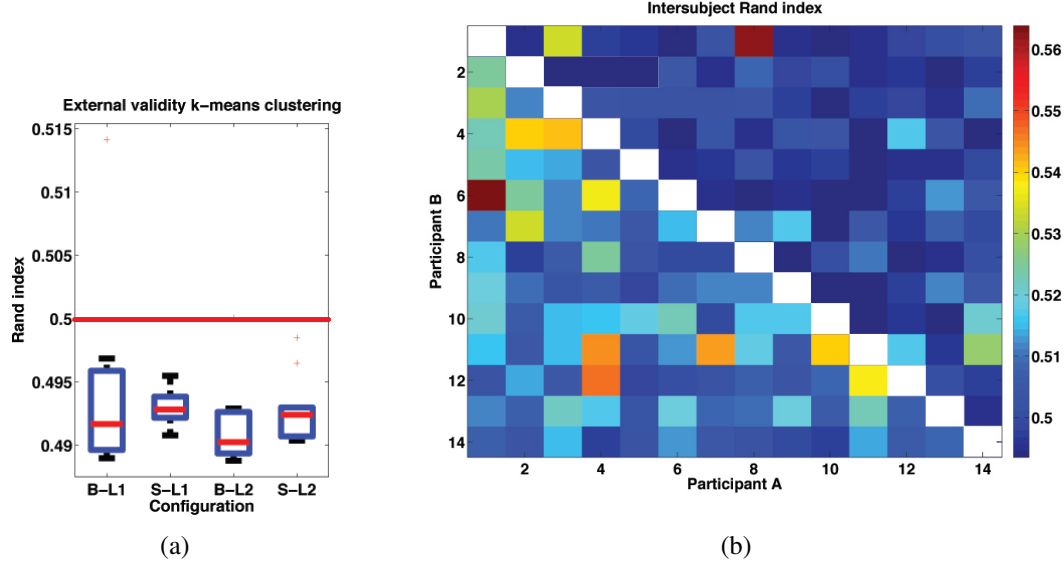 External validity k−means clustering
Rand index
0.515
0.51
0.505
0.5
0.495
0.49
B−L1 S−L1 B−L2 S−L2
Configuration
(a)
Intersubject Rand index
Participant B
2
4
6
8
10
12
14
2 4 6 8 10 12 14
Participant A
0.56
0.55
0.54
0.53
0.52
0.51
0.5
(b)